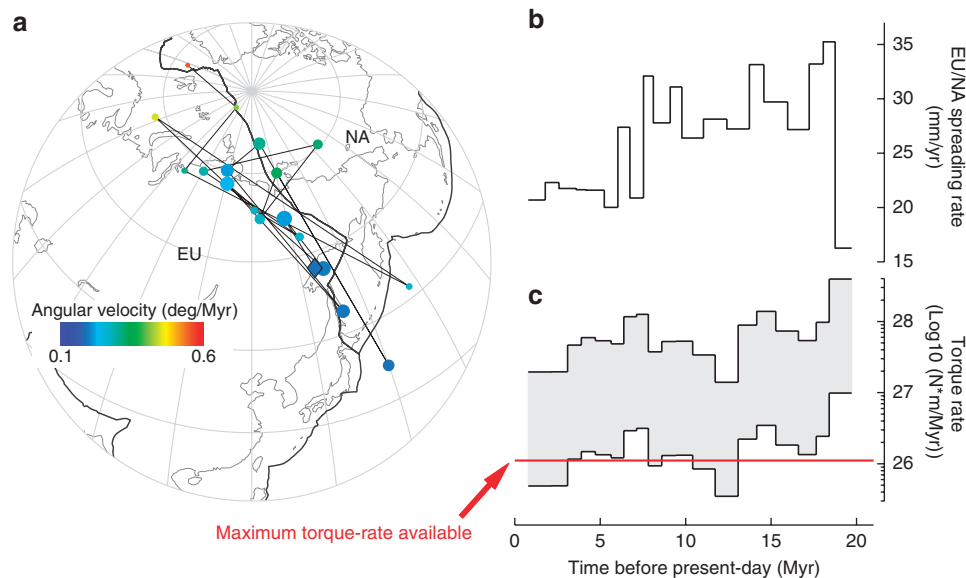 a
NA
EU
Angular velocity (deg/Myr)
0.1 0.6
Maximum torque-rate available
b
35
30
25
20
15
EU/NA spreading rate
(mm/yr)
c
28
27
26
Torque rate
(Log10 (N*m/Myr))
0 5 10 15 20
Time before present-day (Myr)